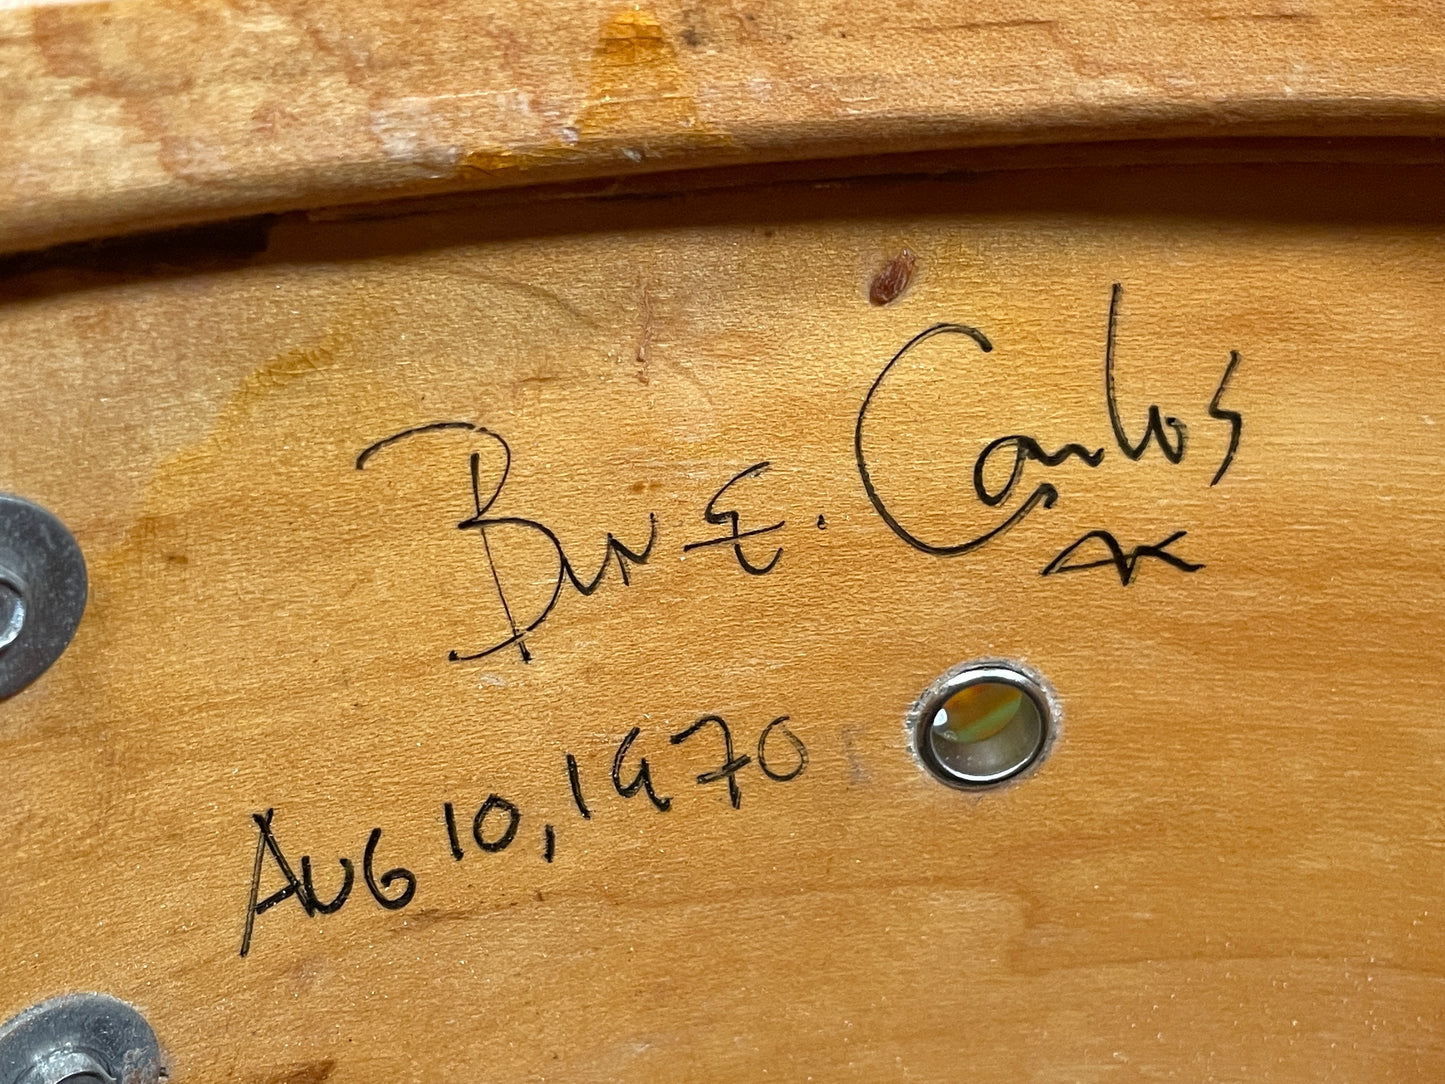 Bun E. Carlos
Aug 10, 1970